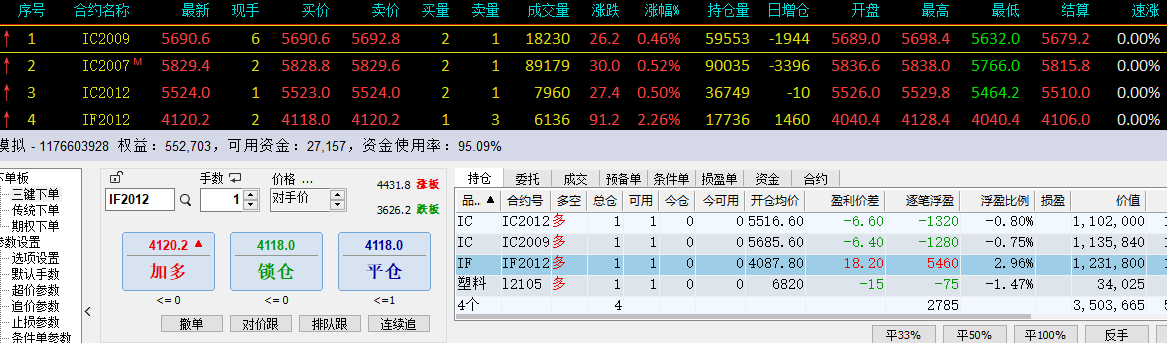 序号 合约名称 最新 现手 买价 卖价 买量 卖量 成交量 涨跌 涨幅% 持仓量 日增仓 开盘 最高 最低 结算 速涨
↑ 1 IC2009 5690.6 6 5690.6 5692.8 2 1 18230 26.2 0.46% 59553 -1944 5689.0 5698.4 5632.0 5679.2 0.00%
↑ 2 IC2007 M 5829.4 2 5828.8 5829.6 2 2 89179 30.0 0.52% 90035 -3396 5836.6 5838.0 5766.0 5815.8 0.00%
↑ 3 IC2012 5524.0 1 5523.0 5524.0 2 1 7960 27.4 0.50% 36749 -10 5526.0 5529.8 5464.2 5510.0 0.00%
↑ 4 IF2012 4120.2 2 4118.0 4120.2 1 3 6136 91.2 2.26% 17736 1460 4040.4 4128.4 4040.4 4106.0 0.00%
模拟 - 1176603928 权益：552,703，可用资金：27,157，资金使用率：95.09%
下单板
三键下单
传统下单
期权下单
参数设置
选项设置
默认手数
超价参数
追价参数
止损参数
条件单参数
<
手数 价格 ...
IF2012 1 对手价
4431.8 涨板
3626.2 跌板
4120.2 ▲ 4118.0 4118.0
加多 锁仓 平仓
<= 0 <= 0 <=1
撤单 对价跟 排队跟 连续追
持仓 委托 成交 预备单 条件单 损盈单 资金 合约
品.. ▲ 合约号 多空 总仓 可用 今仓 今可用 开仓均价 盈利价差 逐笔浮盈 浮盈比例 损盈 价值
IC IC2012 多 1 1 0 0 5516.60 -6.60 -1320 -0.80% 1,102,000
IC IC2009 多 1 1 0 0 5685.60 -6.40 -1280 -0.75% 1,135,840
IF IF2012 多 1 1 0 0 4087.80 18.20 5460 2.96% 1,231,800
塑料 l2105 多 1 1 0 0 6820 -15 -75 -1.47% 34,025
4个 4 2785 3,503,665
平33% 平50% 平100% 反手